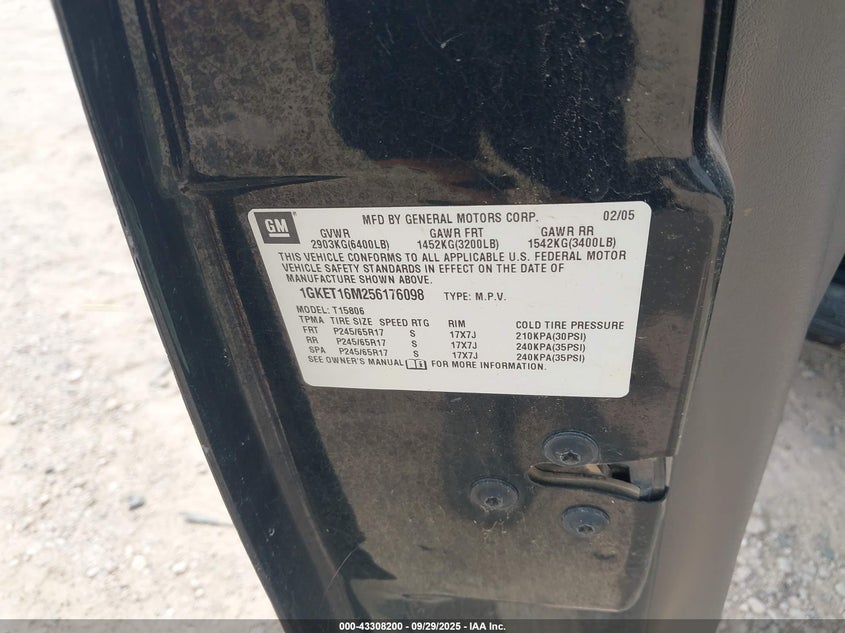 GM
MFD BY GENERAL MOTORS CORP. 02/05
GVWR GAWR FRT GAWR RR
2903KG(6400LB) 1452KG(3200LB) 1542KG(3400LB)
THIS VEHICLE CONFORMS TO ALL APPLICABLE U.S. FEDERAL MOTOR
VEHICLE SAFETY STANDARDS IN EFFECT ON THE DATE OF
MANUFACTURE SHOWN ABOVE.
1GKET16M256176098 TYPE: M.P.V.
MODEL: T15806
TPMA TIRE SIZE SPEED RTG RIM COLD TIRE PRESSURE
FRT P245/65R17 S 17X7J 210KPA(30PSI)
RR P245/65R17 S 17X7J 240KPA(35PSI)
SPA P245/65R17 S 17X7J 240KPA(35PSI)
SEE OWNER'S MANUAL FOR MORE INFORMATION.
000-43308200 - 09/29/2025 - IAA Inc.